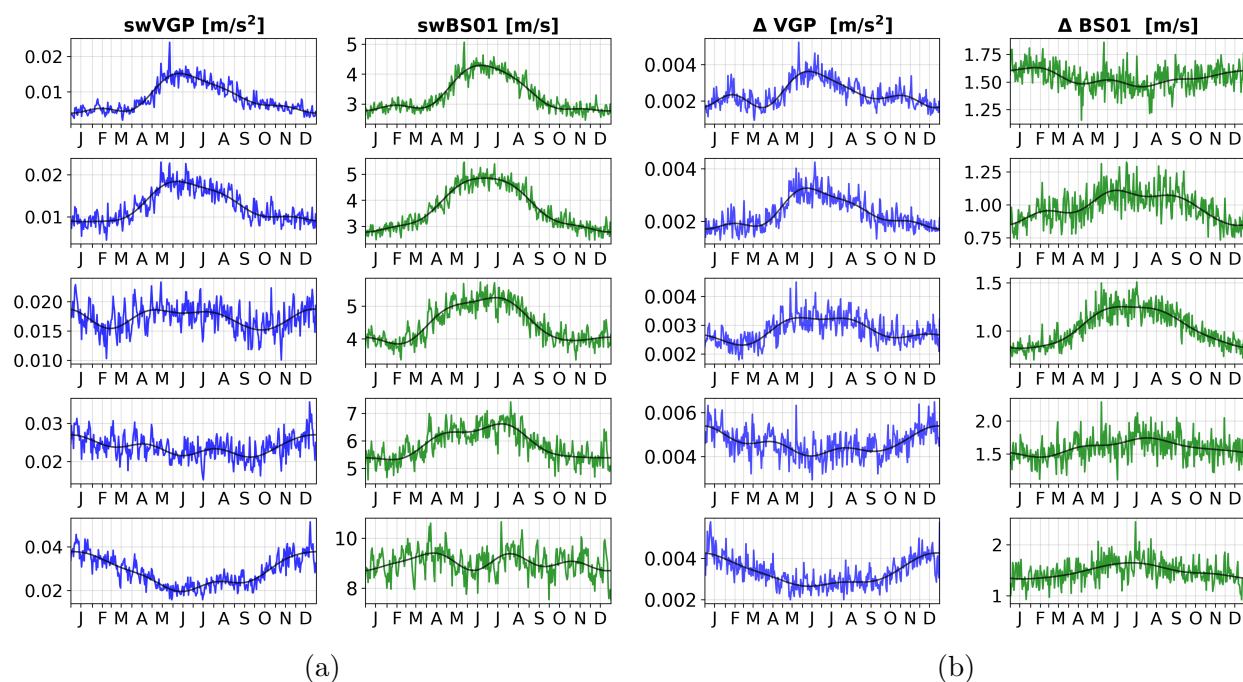 swVGP [m/s²] swBS01 [m/s] Δ VGP [m/s²] Δ BS01 [m/s]
0.02
0.01
J F M A M J J A S O N D
5
4
3
J F M A M J J A S O N D
0.004
0.002
J F M A M J J A S O N D
1.75
1.50
1.25
J F M A M J J A S O N D
0.02
0.01
J F M A M J J A S O N D
5
4
3
J F M A M J J A S O N D
0.004
0.002
J F M A M J J A S O N D
1.25
1.00
0.75
J F M A M J J A S O N D
0.020
0.015
0.010
J F M A M J J A S O N D
5
4
J F M A M J J A S O N D
0.004
0.003
0.002
J F M A M J J A S O N D
1.5
1.0
J F M A M J J A S O N D
0.03
0.02
J F M A M J J A S O N D
7
6
5
J F M A M J J A S O N D
0.006
0.004
J F M A M J J A S O N D
2.0
1.5
J F M A M J J A S O N D
0.04
0.02
J F M A M J J A S O N D
10
8
J F M A M J J A S O N D
0.004
0.002
J F M A M J J A S O N D
2
1
J F M A M J J A S O N D
(a) (b)